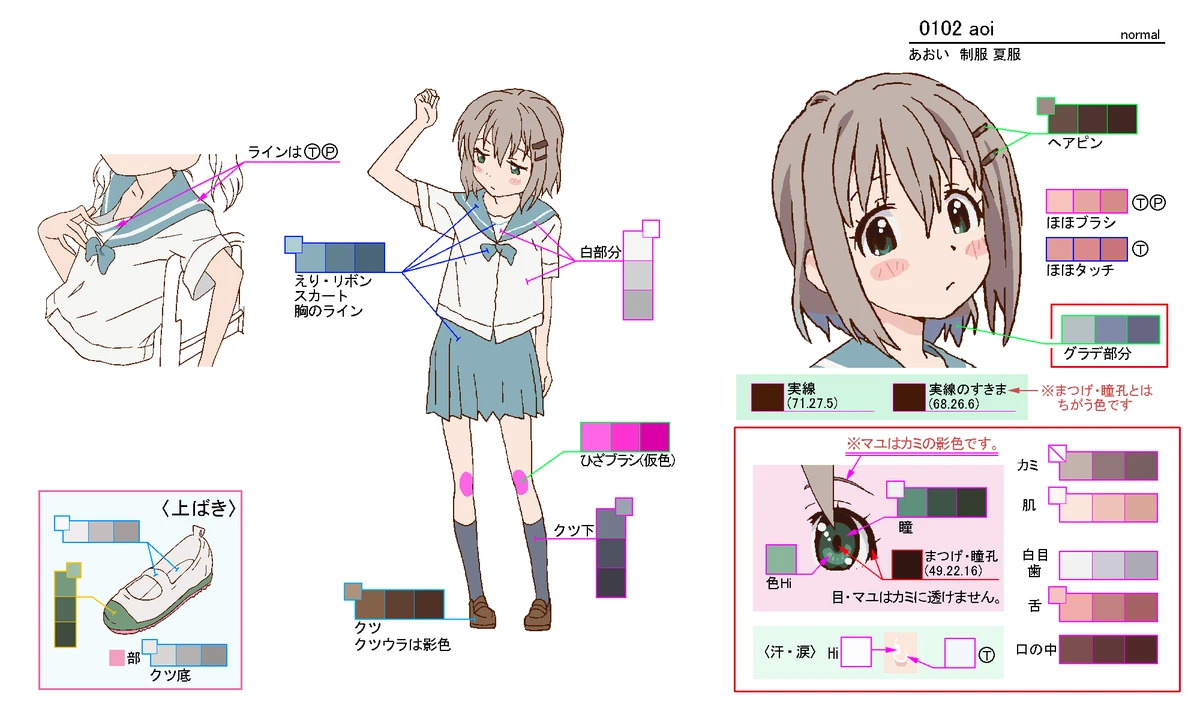 0102 aoi
normal
あおい 制服 夏服
ラインはⓉⓅ
えり・リボン
スカート
胸のライン
白部分
ヘアピン
ⓉⓅ
ほほブラシ
Ⓣ
ほほタッチ
グラデ部分
実線
(71.27.5)
実線のすきま
(68.26.6)
※まつげ・瞳孔とは
ちがう色です
ひざブラシ(仮色)
クツ下
クツ
クツウラは影色
〈上ばき〉
部
クツ底
※マユはカミの影色です。
瞳
色Hi
まつげ・瞳孔
(49.22.16)
目・マユはカミに透けません。
〈汗・涙〉 Hi
Ⓣ
カミ
肌
白目
歯
舌
口の中